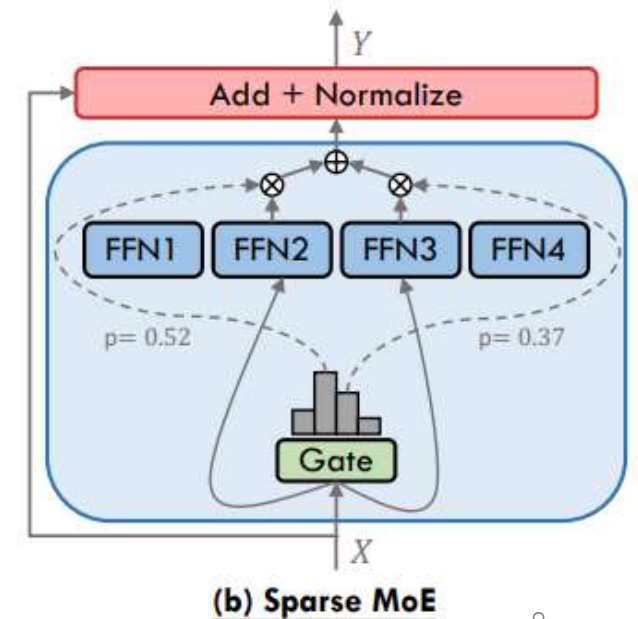 Y
Add + Normalize
FFN1 FFN2 FFN3 FFN4
p= 0.52 p= 0.37
Gate
X
(b) Sparse MoE